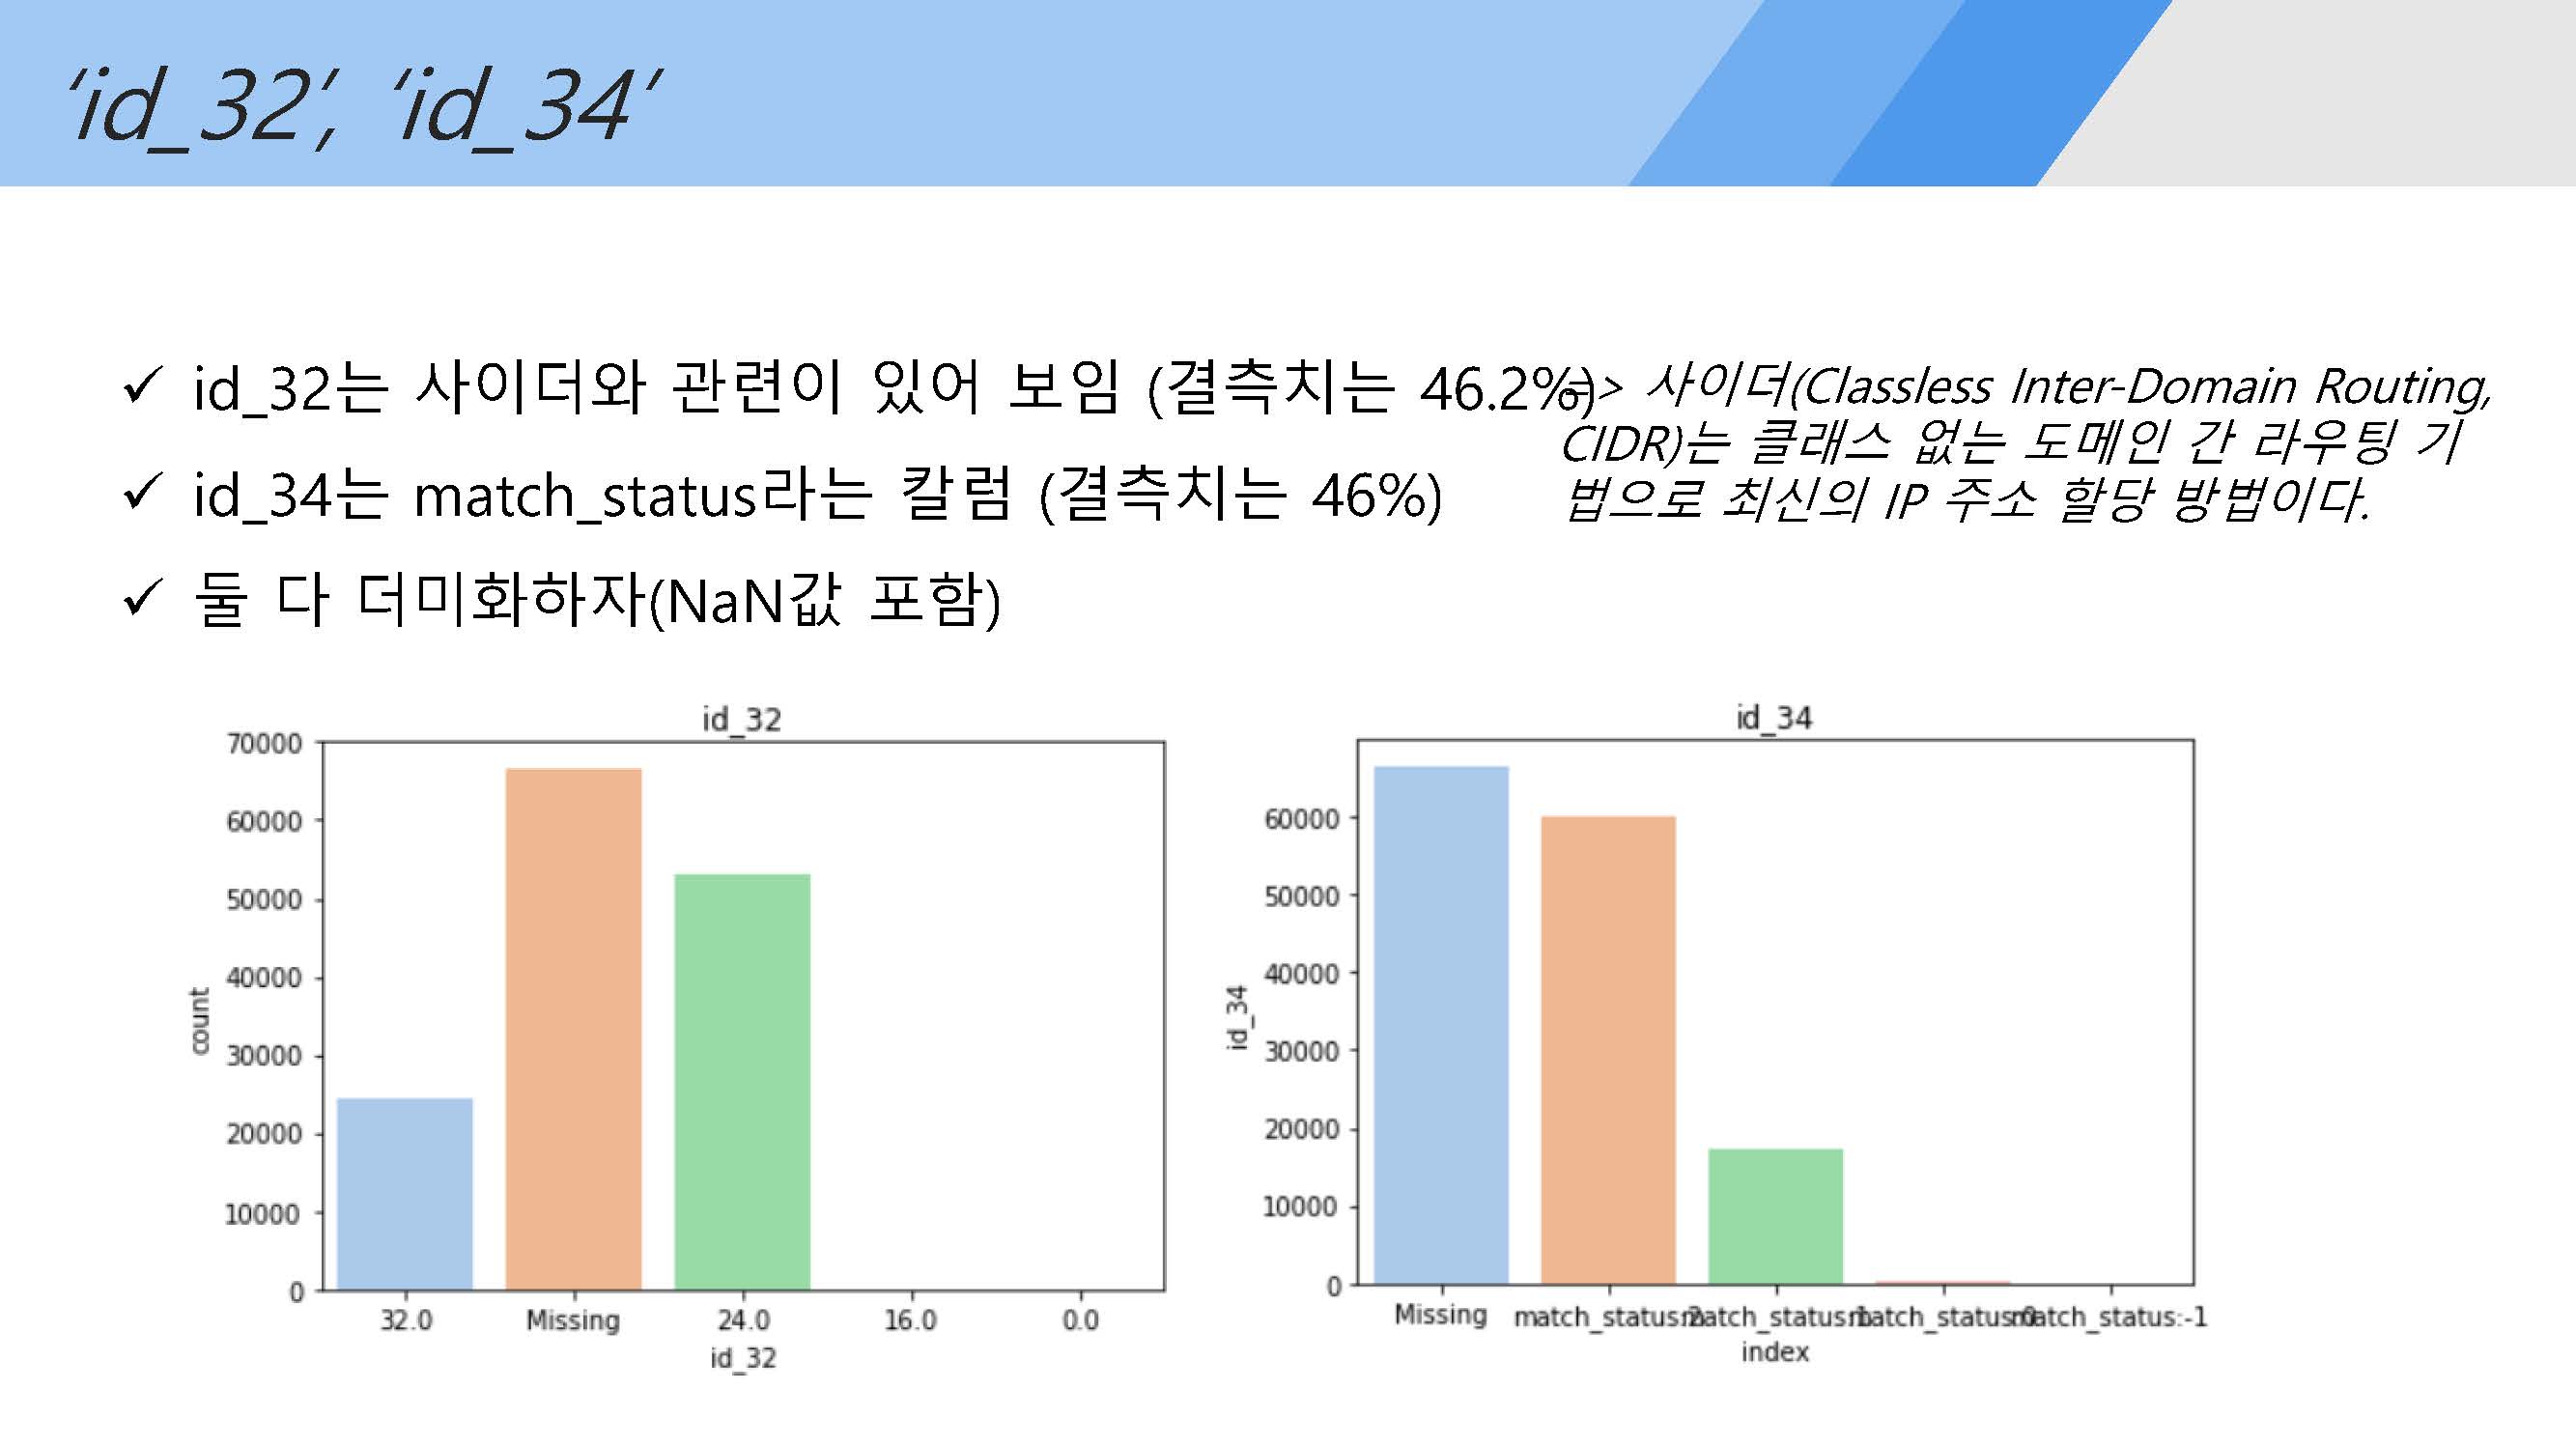 ‘id_32’, ‘id_34’
✓ id_32는 사이더와 관련이 있어 보임 (결측치는 46.2%)
✓ id_34는 match_status라는 칼럼 (결측치는 46%)
✓ 둘 다 더미화하자(NaN값 포함)
=> 사이더(Classless Inter-Domain Routing,
CIDR)는 클래스 없는 도메인 간 라우팅 기
법으로 최신의 IP 주소 할당 방법이다.
id_32
70000
60000
50000
40000
30000
20000
10000
0
count
32.0 Missing 24.0 16.0 0.0
id_32
id_34
60000
50000
40000
30000
20000
10000
0
id_34
Missing match_status:2 match_status:1 match_status:0 match_status:-1
index